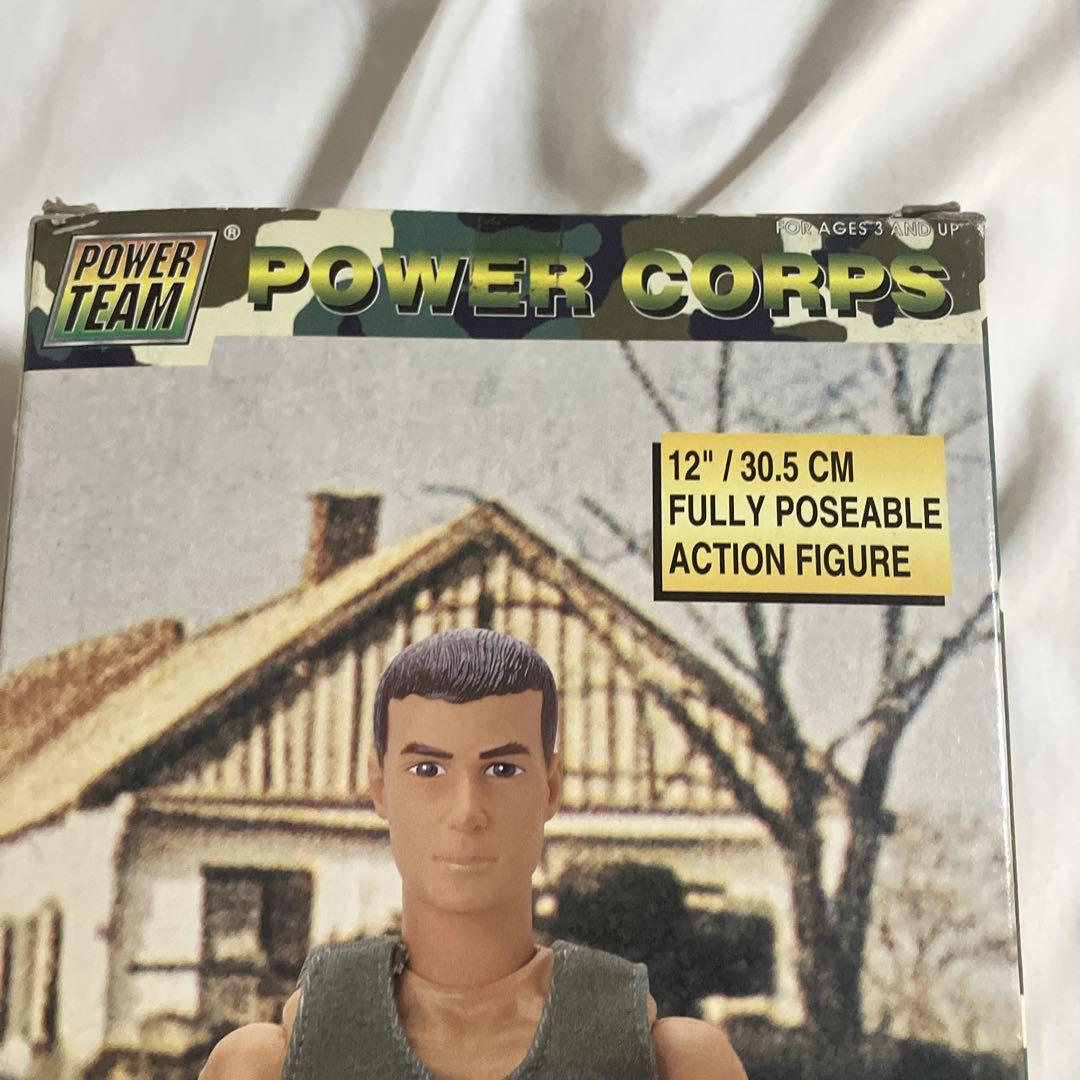 FOR AGES 3 AND UP
POWER
TEAM
®
POWER CORPS
12" / 30.5 CM
FULLY POSEABLE
ACTION FIGURE